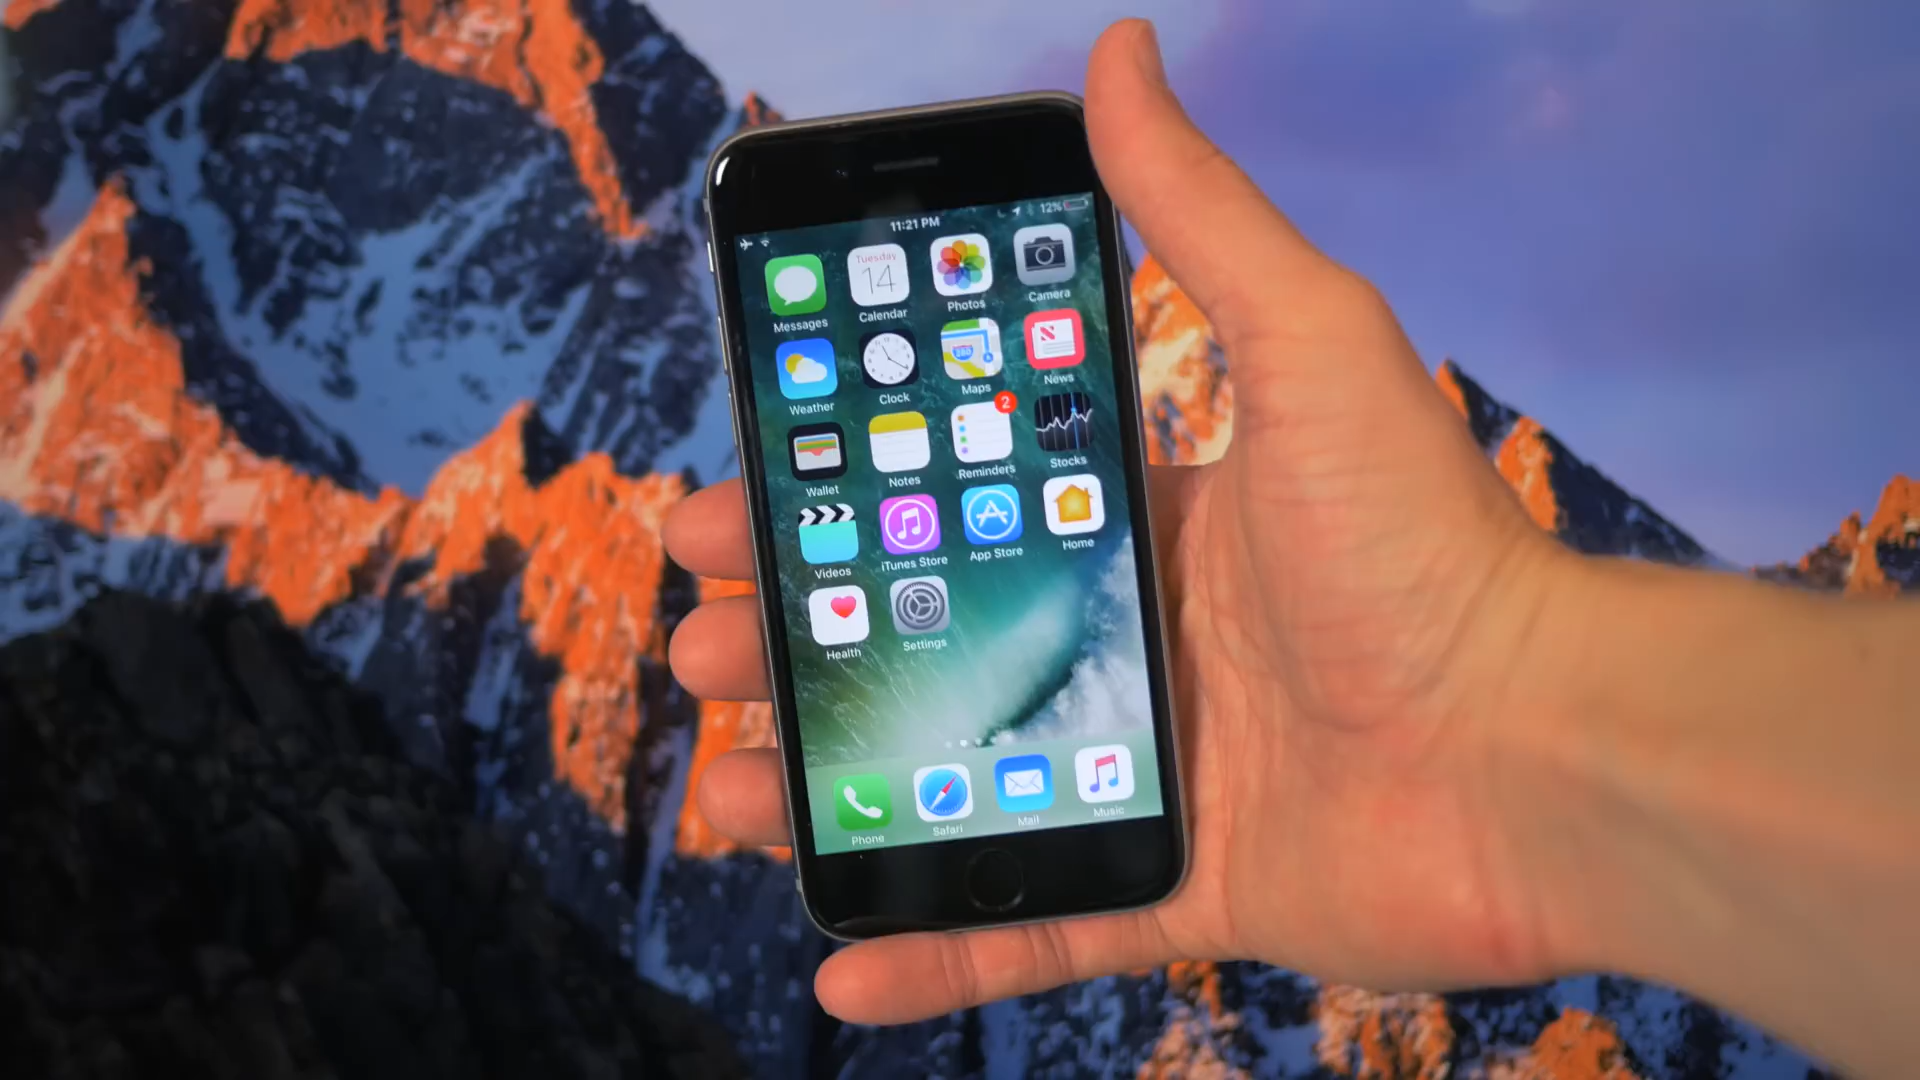 11:21 PM
12%
Tuesday
14
Messages
Calendar
Photos
Camera
280
Weather
Clock
Maps
News
2
Wallet
Notes
Reminders
Stocks
Videos
iTunes Store
App Store
Home
Health
Settings
Phone
Safari
Mail
Music